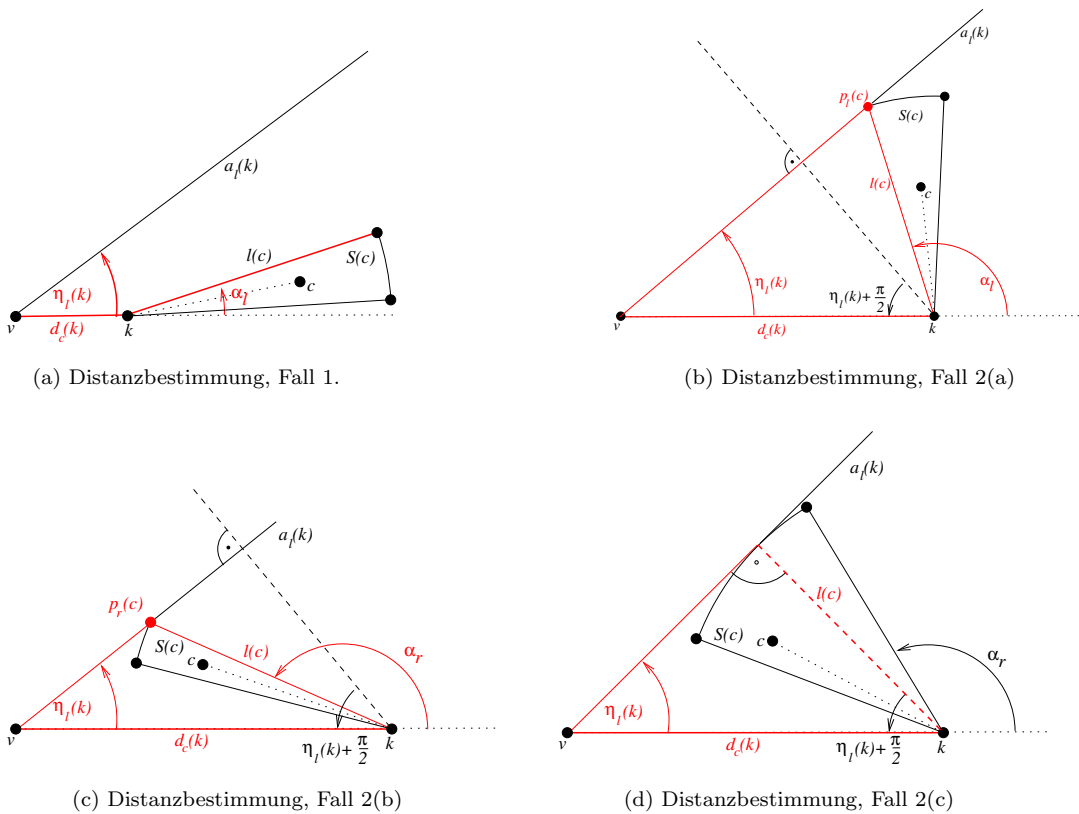 a_l(k)
η_l(k)
l(c)
S(c)
α_l
c
v
d_c(k)
k
(a) Distanzbestimmung, Fall 1.
a_l(k)
p_l(c)
S(c)
l(c)
c
η_l(k)
η_l(k)+π/2
α_l
v
d_c(k)
k
(b) Distanzbestimmung, Fall 2(a)
a_l(k)
p_r(c)
S(c)
c
l(c)
α_r
η_l(k)
v
d_c(k)
η_l(k)+π/2
k
(c) Distanzbestimmung, Fall 2(b)
a_l(k)
l(c)
S(c)
c
α_r
η_l(k)
v
d_c(k)
η_l(k)+π/2
k
(d) Distanzbestimmung, Fall 2(c)